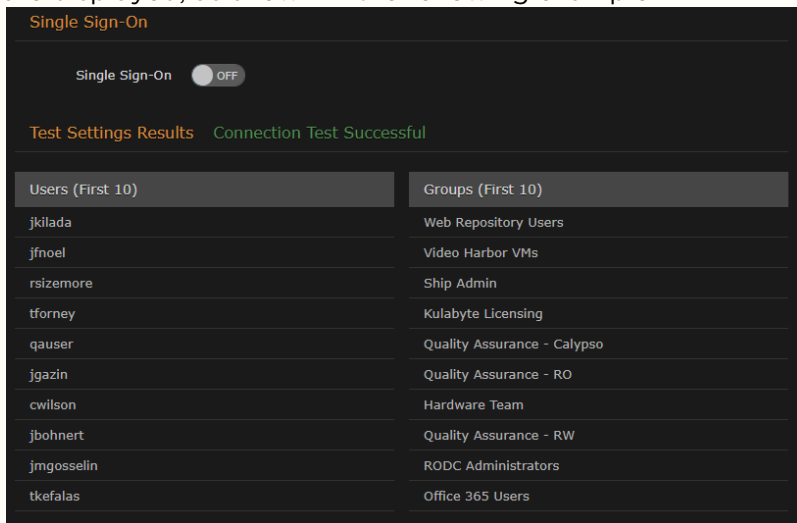 Single Sign-On
Single Sign-On OFF
Test Settings Results Connection Test Successful
Users (First 10) Groups (First 10)
jkilada Web Repository Users
jfnoel Video Harbor VMs
rsizemore Ship Admin
tforney Kulabyte Licensing
qauser Quality Assurance - Calypso
jgazin Quality Assurance - RO
cwilson Hardware Team
jbohnert Quality Assurance - RW
jmgosselin RODC Administrators
tkefalas Office 365 Users